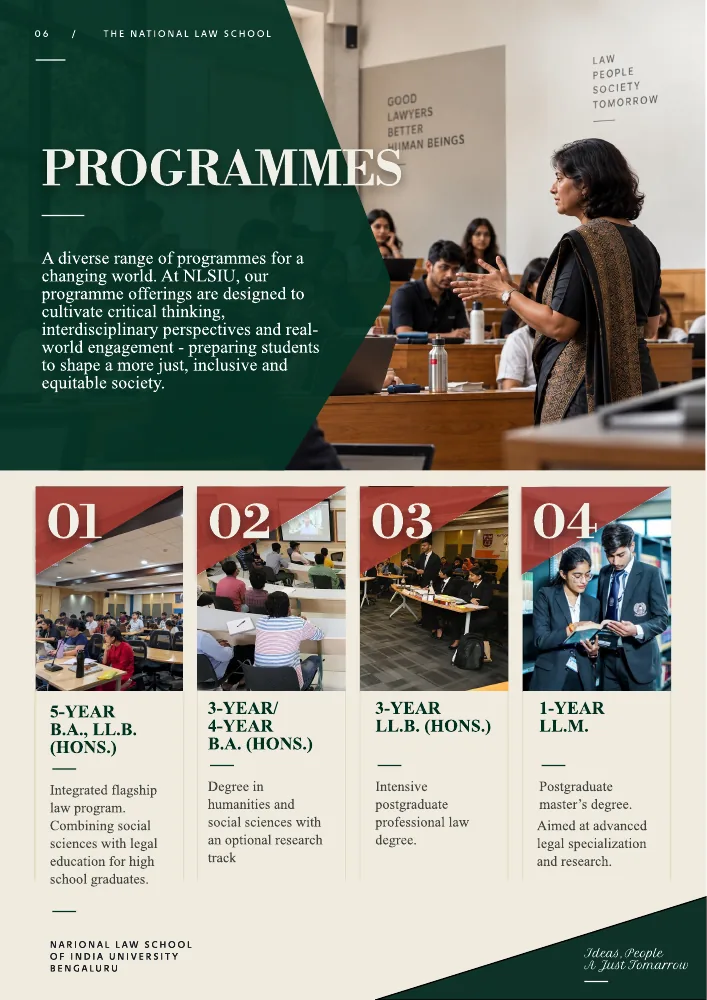 06 / THE NATIONAL LAW SCHOOL
LAW
PEOPLE
SOCIETY
TOMORROW
GOOD
LAWYERS
BETTER
HUMAN BEINGS
PROGRAMMES
A diverse range of programmes for a
changing world. At NLSIU, our
programme offerings are designed to
cultivate critical thinking,
interdisciplinary perspectives and real-
world engagement - preparing students
to shape a more just, inclusive and
equitable society.
01
5-YEAR
B.A., LL.B.
(HONS.)
Integrated flagship
law program.
Combining social
sciences with legal
education for high
school graduates.
02
3-YEAR/
4-YEAR
B.A. (HONS.)
Degree in
humanities and
social sciences with
an optional research
track
03
3-YEAR
LL.B. (HONS.)
Intensive
postgraduate
professional law
degree.
04
1-YEAR
LL.M.
Postgraduate
master’s degree.
Aimed at advanced
legal specialization
and research.
NARIONAL LAW SCHOOL
OF INDIA UNIVERSITY
BENGALURU
Ideas, People
A Just Tomorrow